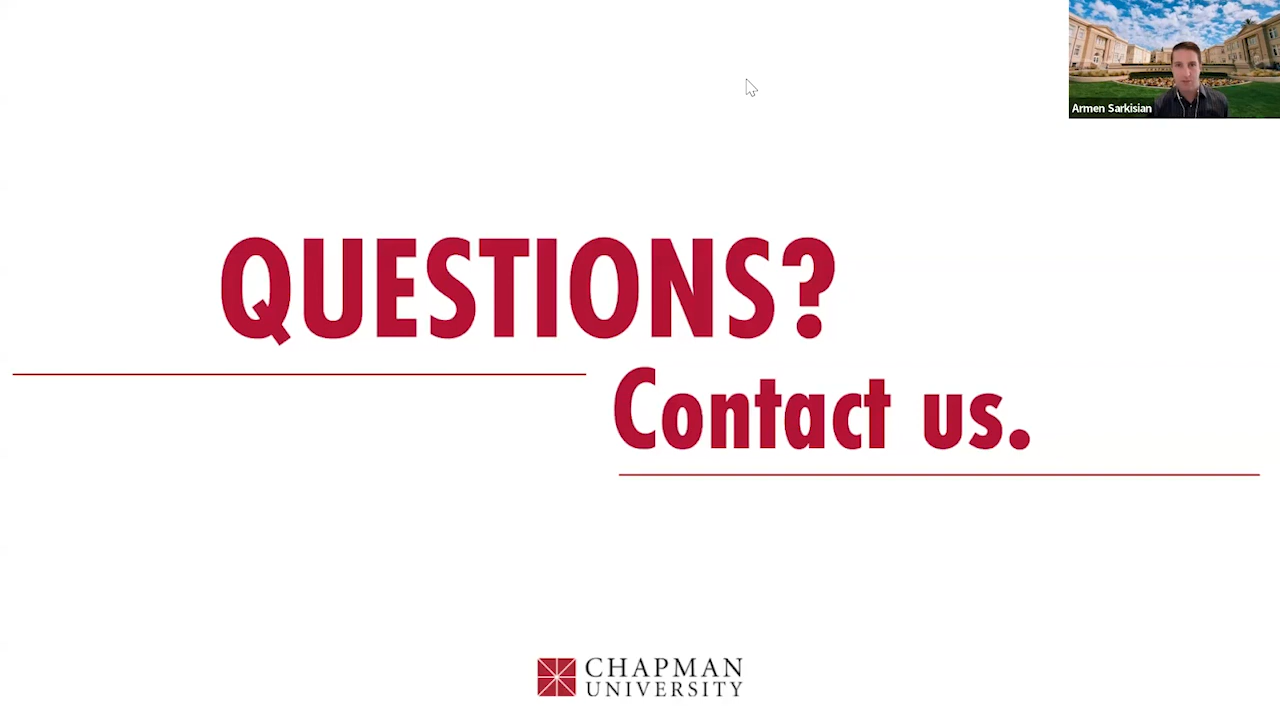 Armen Sarkisian
QUESTIONS?
Contact us.
CHAPMAN
UNIVERSITY